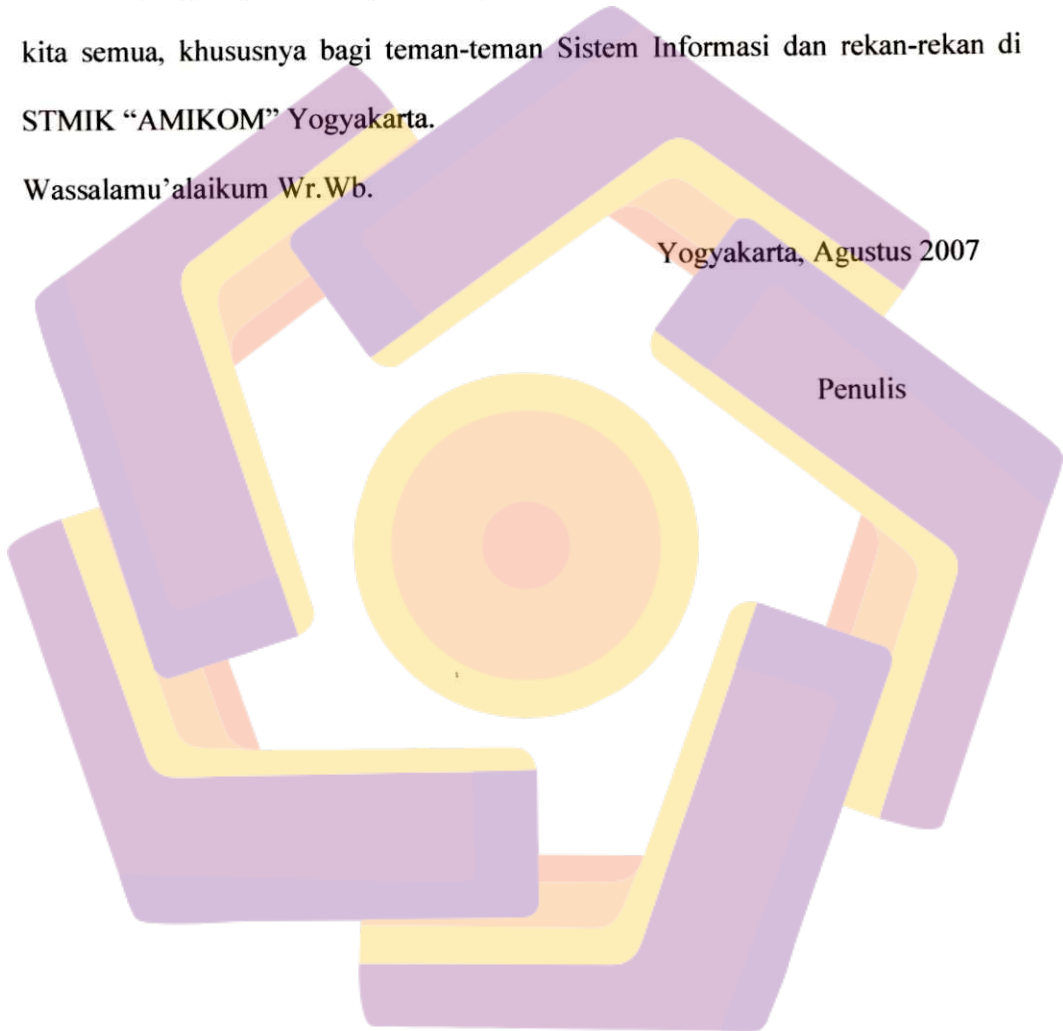 kita semua, khususnya bagi teman-teman Sistem Informasi dan rekan-rekan di
STMIK “AMIKOM” Yogyakarta.
Wassalamu’alaikum Wr.Wb.
Yogyakarta, Agustus 2007
Penulis